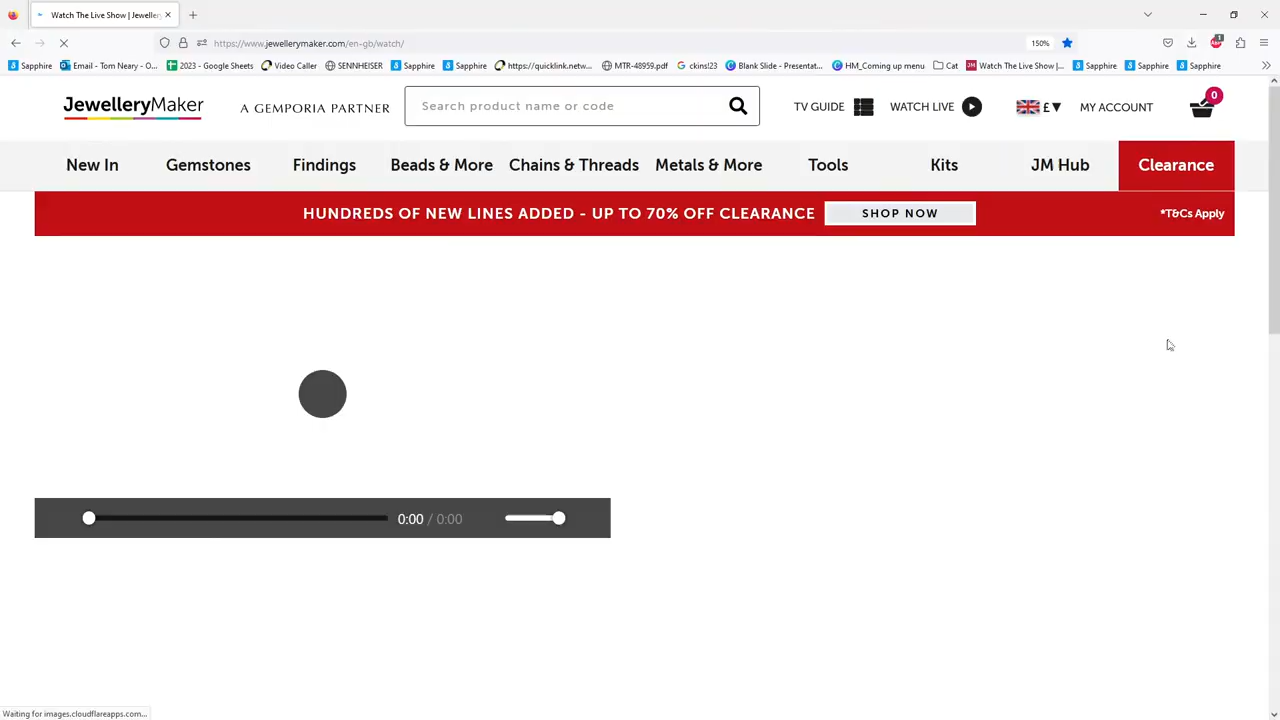 Watch The Live Show | Jeweller
https://www.jewellerymaker.com/en-gb/watch/
150%
1
Sapphire
Email - Tom Neary - O...
2023 - Google Sheets
Video Caller
SENNHEISER
Sapphire
Sapphire
https://quicklink.netw...
MTR-48959.pdf
ckins!23
Blank Slide - Presentat...
HM_Coming up menu
Cat
Watch The Live Show |...
Sapphire
Sapphire
Sapphire
JewelleryMaker
A GEMPORIA PARTNER
Search product name or code
TV GUIDE
WATCH LIVE
£
MY ACCOUNT
0
New In
Gemstones
Findings
Beads & More
Chains & Threads
Metals & More
Tools
Kits
JM Hub
Clearance
HUNDREDS OF NEW LINES ADDED - UP TO 70% OFF CLEARANCE
SHOP NOW
*T&Cs Apply
0:00 / 0:00
Waiting for images.cloudflareapps.com...